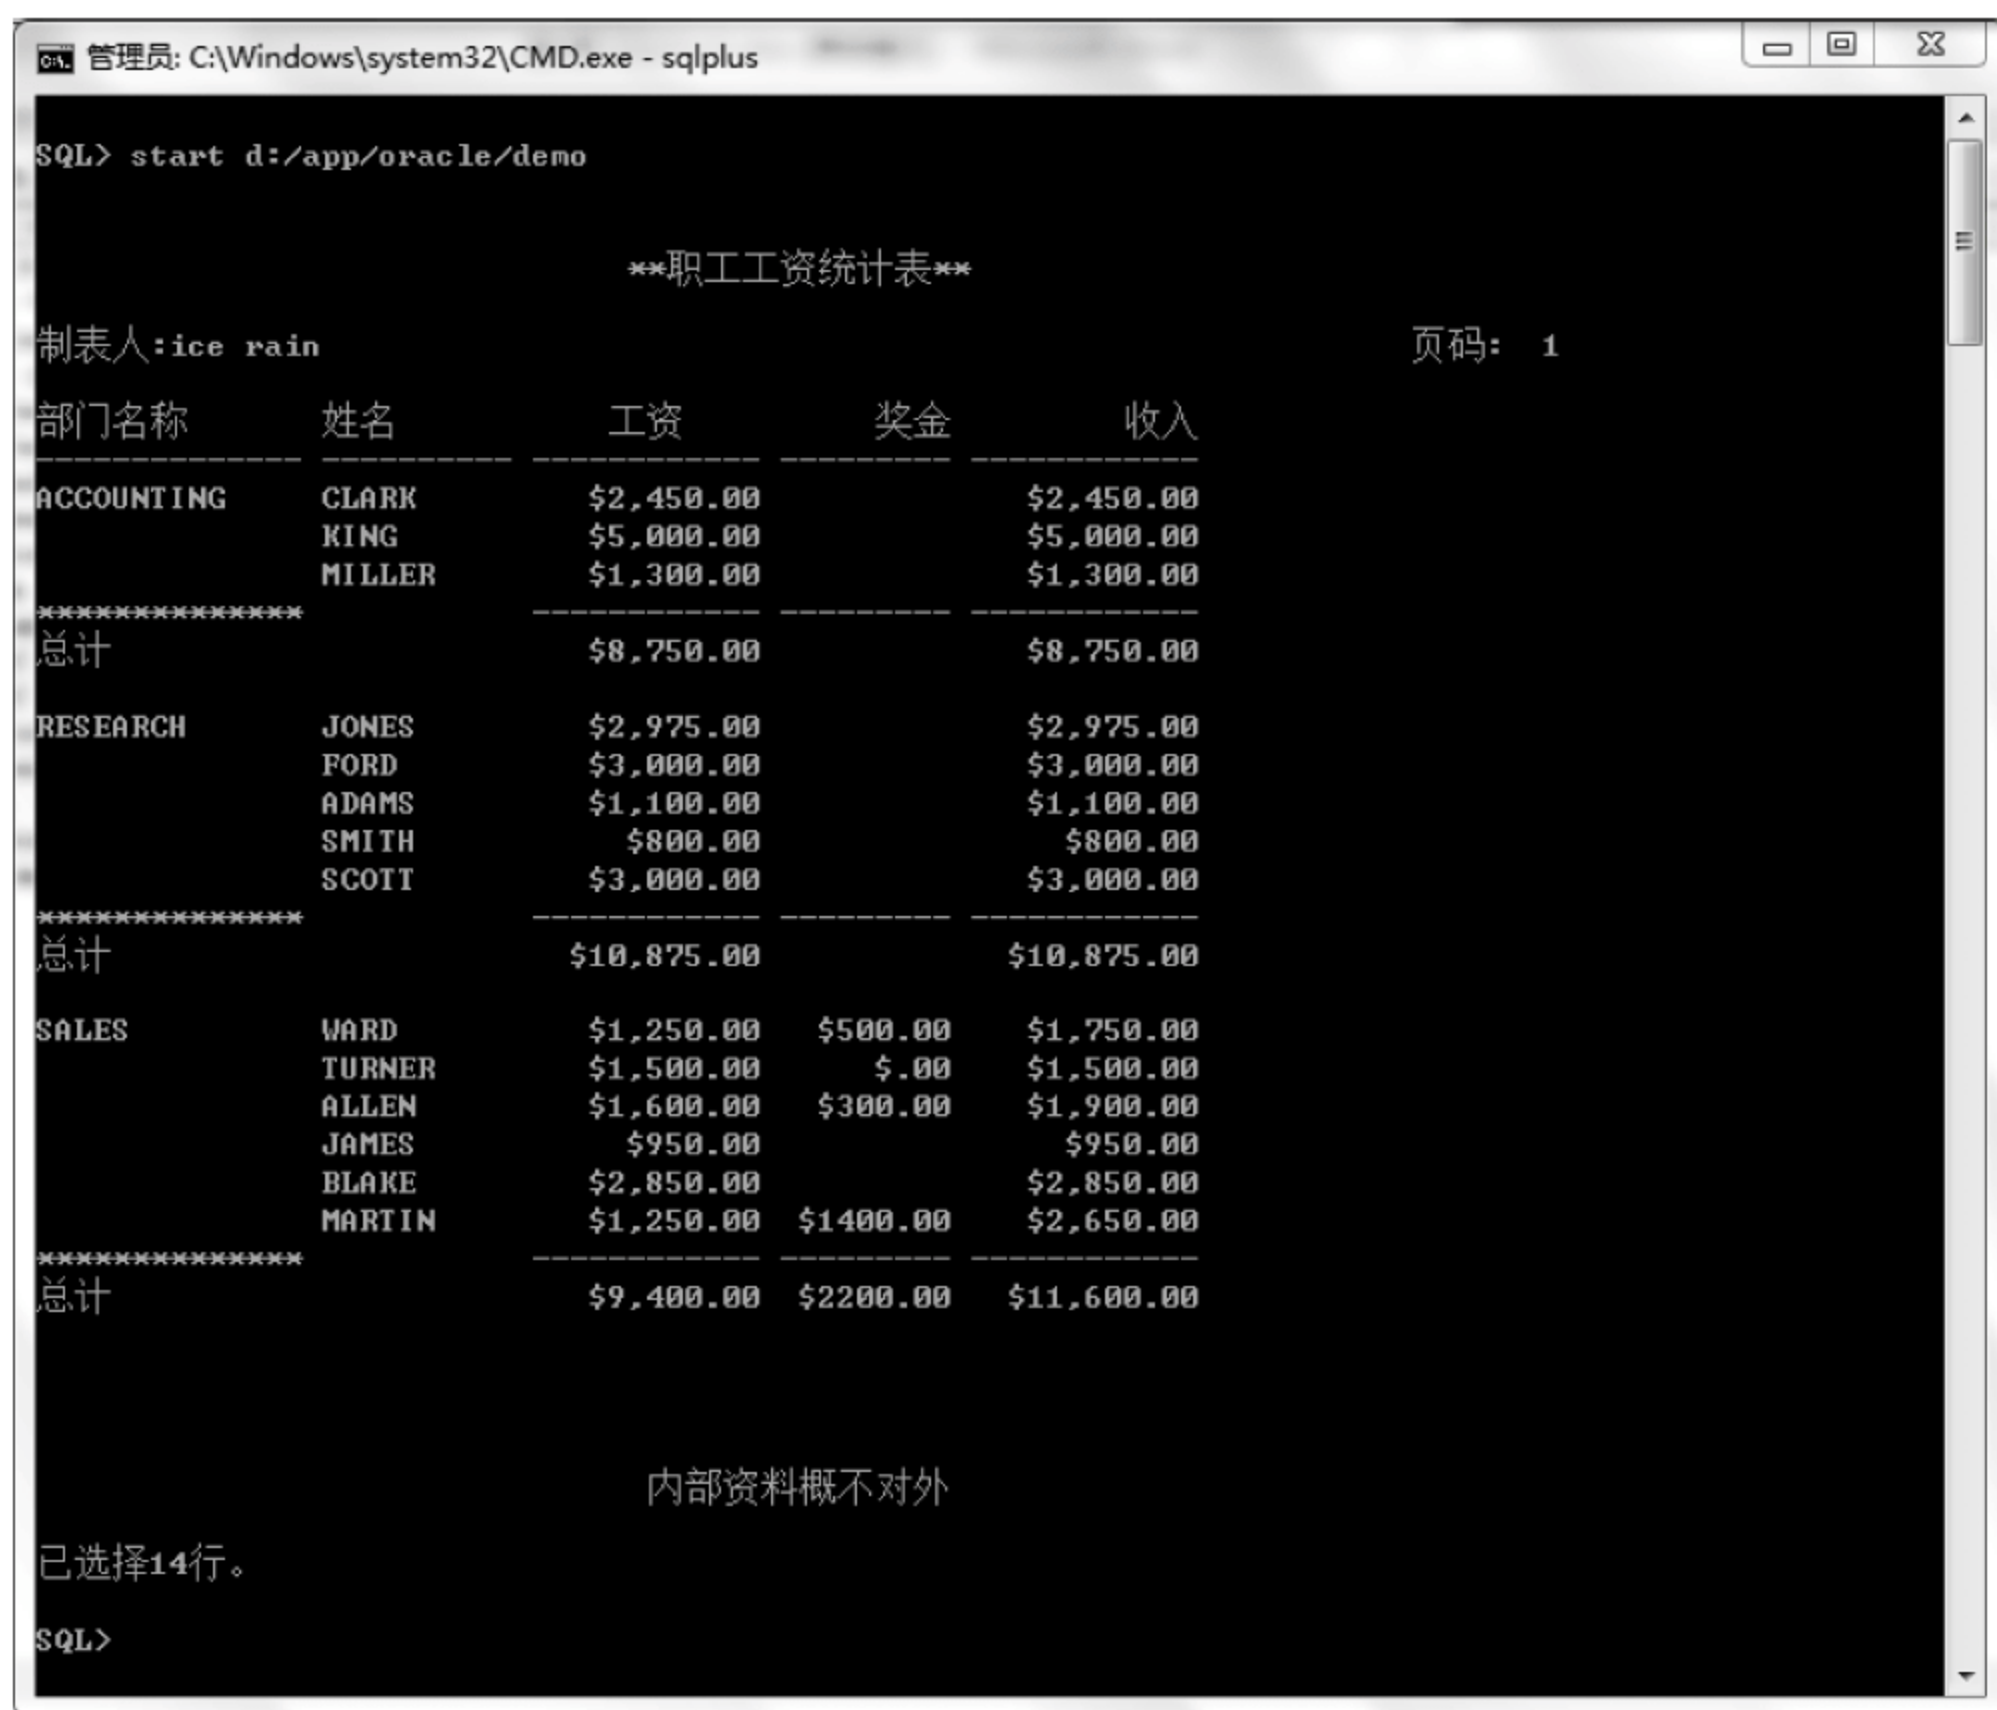 管理员: C:\Windows\system32\CMD.exe - sqlplus
SQL> start d:/app/oracle/demo
**职工工资统计表**
制表人:ice rain 页码: 1
部门名称 姓名 工资 奖金 收入
-------------- ---------- ------------ --------- ------------
ACCOUNTING CLARK $2,450.00 $2,450.00
KING $5,000.00 $5,000.00
MILLER $1,300.00 $1,300.00
************** ------------ --------- ------------
总计 $8,750.00 $8,750.00
RESEARCH JONES $2,975.00 $2,975.00
FORD $3,000.00 $3,000.00
ADAMS $1,100.00 $1,100.00
SMITH $800.00 $800.00
SCOTT $3,000.00 $3,000.00
************** ------------ --------- ------------
总计 $10,875.00 $10,875.00
SALES WARD $1,250.00 $500.00 $1,750.00
TURNER $1,500.00 $.00 $1,500.00
ALLEN $1,600.00 $300.00 $1,900.00
JAMES $950.00 $950.00
BLAKE $2,850.00 $2,850.00
MARTIN $1,250.00 $1400.00 $2,650.00
************** ------------ --------- ------------
总计 $9,400.00 $2200.00 $11,600.00
内部资料概不对外
已选择14行。
SQL>